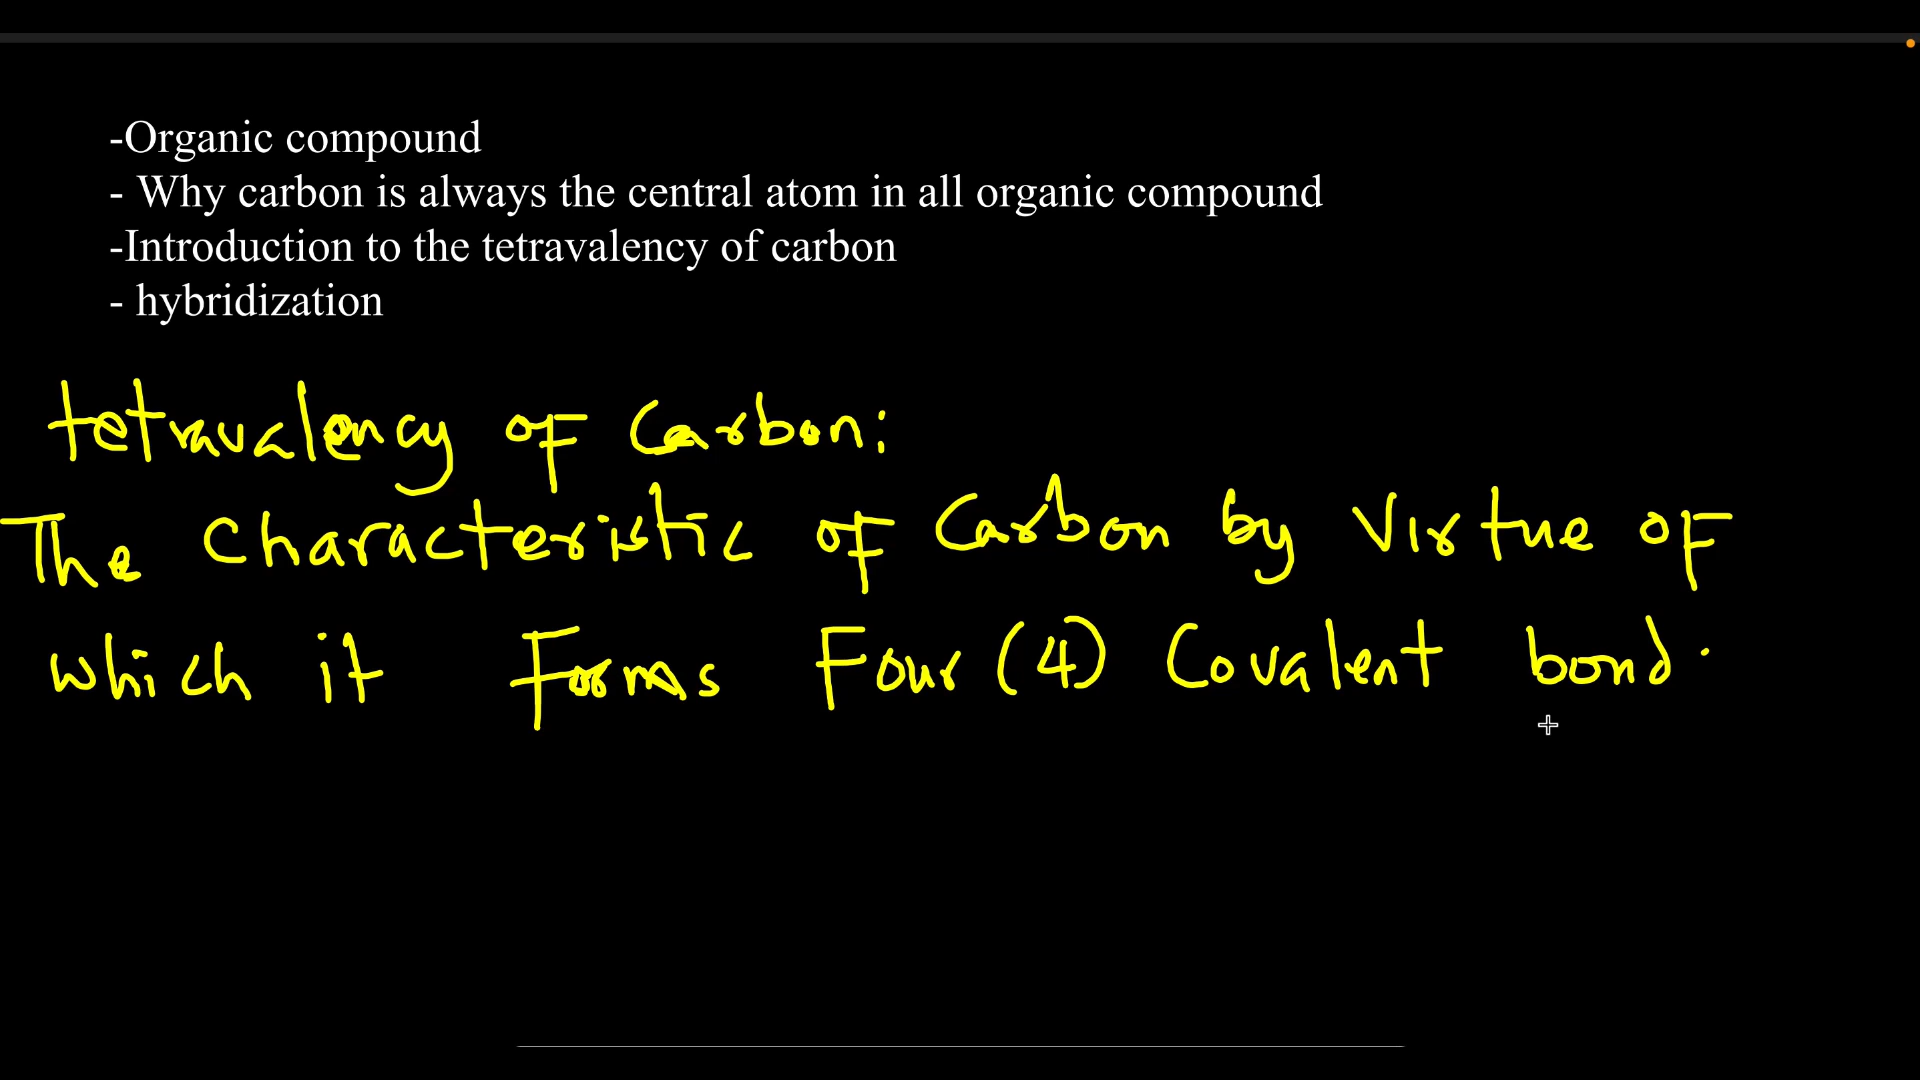 -Organic compound
- Why carbon is always the central atom in all organic compound
-Introduction to the tetravalency of carbon
- hybridization
tetravalency of Carbon:
The Characteristic of Carbon by Virtue of
which it Forms Four (4) Covalent bond.